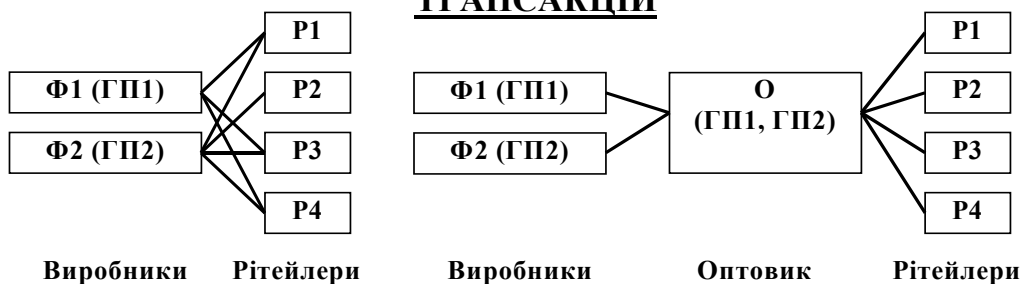 ТРАНСАКЦІЙ
Р1
Р2
Р3
Р4
Ф1 (ГП1)
Ф2 (ГП2)
Ф1 (ГП1)
Ф2 (ГП2)
О
(ГП1, ГП2)
Р1
Р2
Р3
Р4
Виробники Рітейлери Виробники Оптовик Рітейлери